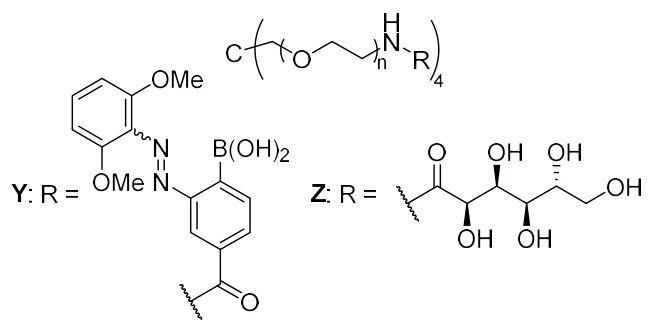 C(O n H N R)4
OMe
N
N
B(OH)2
OMe
Y: R =
O
Z: R =
O OH OH OH
OH OH